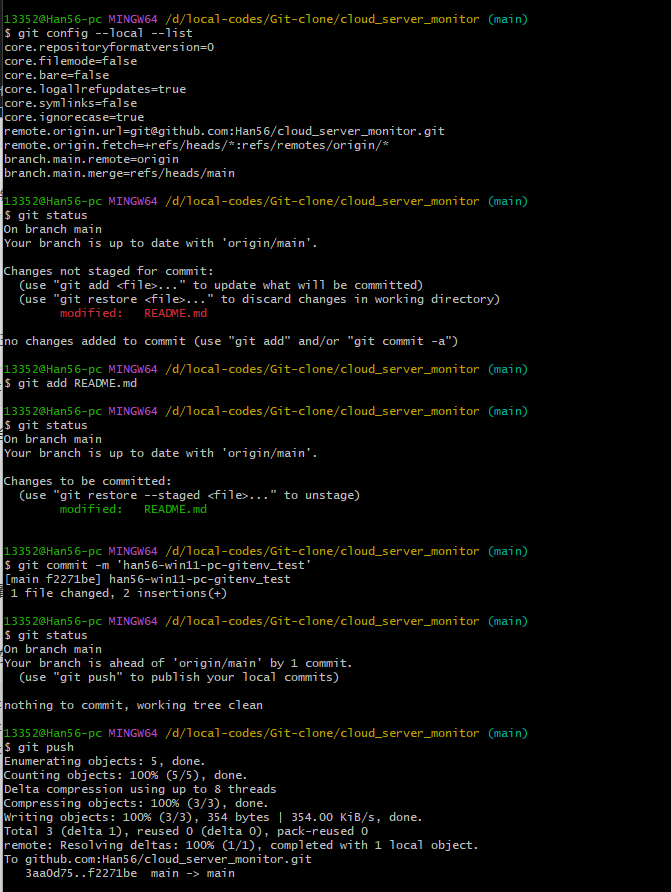 13352@Han56-pc MINGW64 /d/local-codes/Git-clone/cloud_server_monitor (main)
$ git config --local --list
core.repositoryformatversion=0
core.filemode=false
core.bare=false
core.logallrefupdates=true
core.symlinks=false
core.ignorecase=true
remote.origin.url=git@github.com:Han56/cloud_server_monitor.git
remote.origin.fetch=+refs/heads/*:refs/remotes/origin/*
branch.main.remote=origin
branch.main.merge=refs/heads/main

13352@Han56-pc MINGW64 /d/local-codes/Git-clone/cloud_server_monitor (main)
$ git status
On branch main
Your branch is up to date with 'origin/main'.

Changes not staged for commit:
  (use "git add <file>..." to update what will be committed)
  (use "git restore <file>..." to discard changes in working directory)
        modified:   README.md

no changes added to commit (use "git add" and/or "git commit -a")

13352@Han56-pc MINGW64 /d/local-codes/Git-clone/cloud_server_monitor (main)
$ git add README.md

13352@Han56-pc MINGW64 /d/local-codes/Git-clone/cloud_server_monitor (main)
$ git status
On branch main
Your branch is up to date with 'origin/main'.

Changes to be committed:
  (use "git restore --staged <file>..." to unstage)
        modified:   README.md


13352@Han56-pc MINGW64 /d/local-codes/Git-clone/cloud_server_monitor (main)
$ git commit -m 'han56-win11-pc-gitenv_test'
[main f2271be] han56-win11-pc-gitenv_test
 1 file changed, 2 insertions(+)

13352@Han56-pc MINGW64 /d/local-codes/Git-clone/cloud_server_monitor (main)
$ git status
On branch main
Your branch is ahead of 'origin/main' by 1 commit.
  (use "git push" to publish your local commits)

nothing to commit, working tree clean

13352@Han56-pc MINGW64 /d/local-codes/Git-clone/cloud_server_monitor (main)
$ git push
Enumerating objects: 5, done.
Counting objects: 100% (5/5), done.
Delta compression using up to 8 threads
Compressing objects: 100% (3/3), done.
Writing objects: 100% (3/3), 354 bytes | 354.00 KiB/s, done.
Total 3 (delta 1), reused 0 (delta 0), pack-reused 0
remote: Resolving deltas: 100% (1/1), completed with 1 local object.
To github.com:Han56/cloud_server_monitor.git
   3aa0d75..f2271be  main -> main